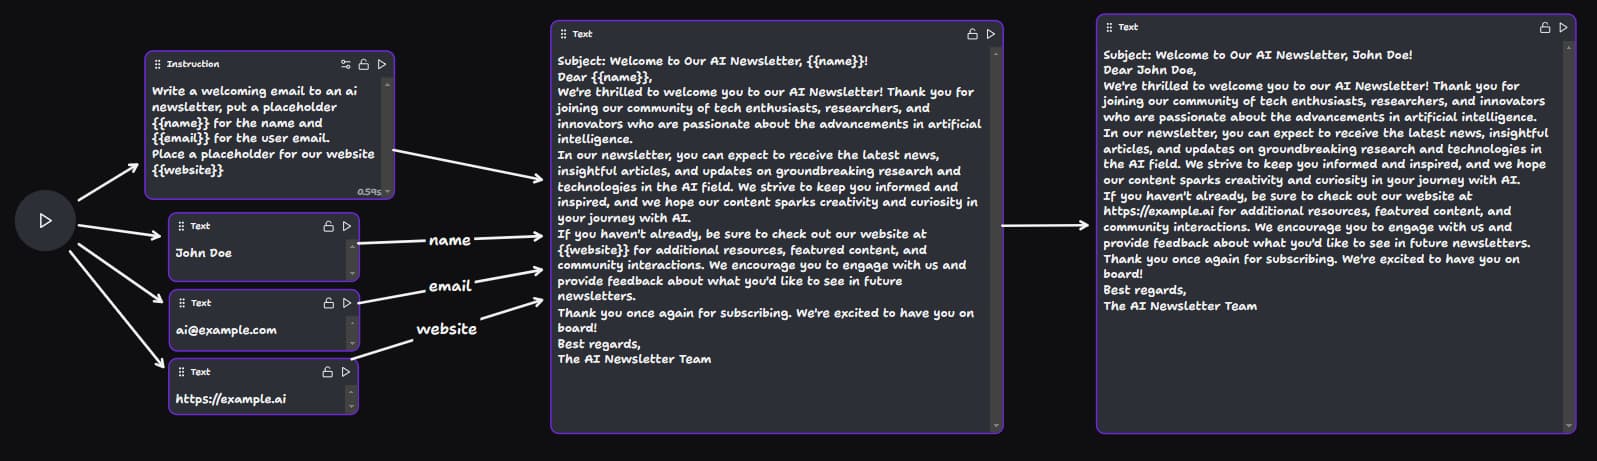 Instruction
Write a welcoming email to an ai
newsletter, put a placeholder
{{name}} for the name and
{{email}} for the user email.
Place a placeholder for our website
{{website}}
0.59s
Text
John Doe
Text
ai@example.com
Text
https://example.ai
name
email
website
Text
Subject: Welcome to Our AI Newsletter, {{name}}!
Dear {{name}},
We're thrilled to welcome you to our AI Newsletter! Thank you for
joining our community of tech enthusiasts, researchers, and
innovators who are passionate about the advancements in artificial
intelligence.
In our newsletter, you can expect to receive the latest news,
insightful articles, and updates on groundbreaking research and
technologies in the AI field. We strive to keep you informed and
inspired, and we hope our content sparks creativity and curiosity in
your journey with AI.
If you haven't already, be sure to check out our website at
{{website}} for additional resources, featured content, and
community interactions. We encourage you to engage with us and
provide feedback about what you'd like to see in future
newsletters.
Thank you once again for subscribing. We're excited to have you on
board!
Best regards,
The AI Newsletter Team
Text
Subject: Welcome to Our AI Newsletter, John Doe!
Dear John Doe,
We're thrilled to welcome you to our AI Newsletter! Thank you for
joining our community of tech enthusiasts, researchers, and innovators
who are passionate about the advancements in artificial intelligence.
In our newsletter, you can expect to receive the latest news, insightful
articles, and updates on groundbreaking research and technologies in
the AI field. We strive to keep you informed and inspired, and we hope
our content sparks creativity and curiosity in your journey with AI.
If you haven't already, be sure to check out our website at
https://example.ai for additional resources, featured content, and
community interactions. We encourage you to engage with us and
provide feedback about what you'd like to see in future newsletters.
Thank you once again for subscribing. We're excited to have you on
board!
Best regards,
The AI Newsletter Team